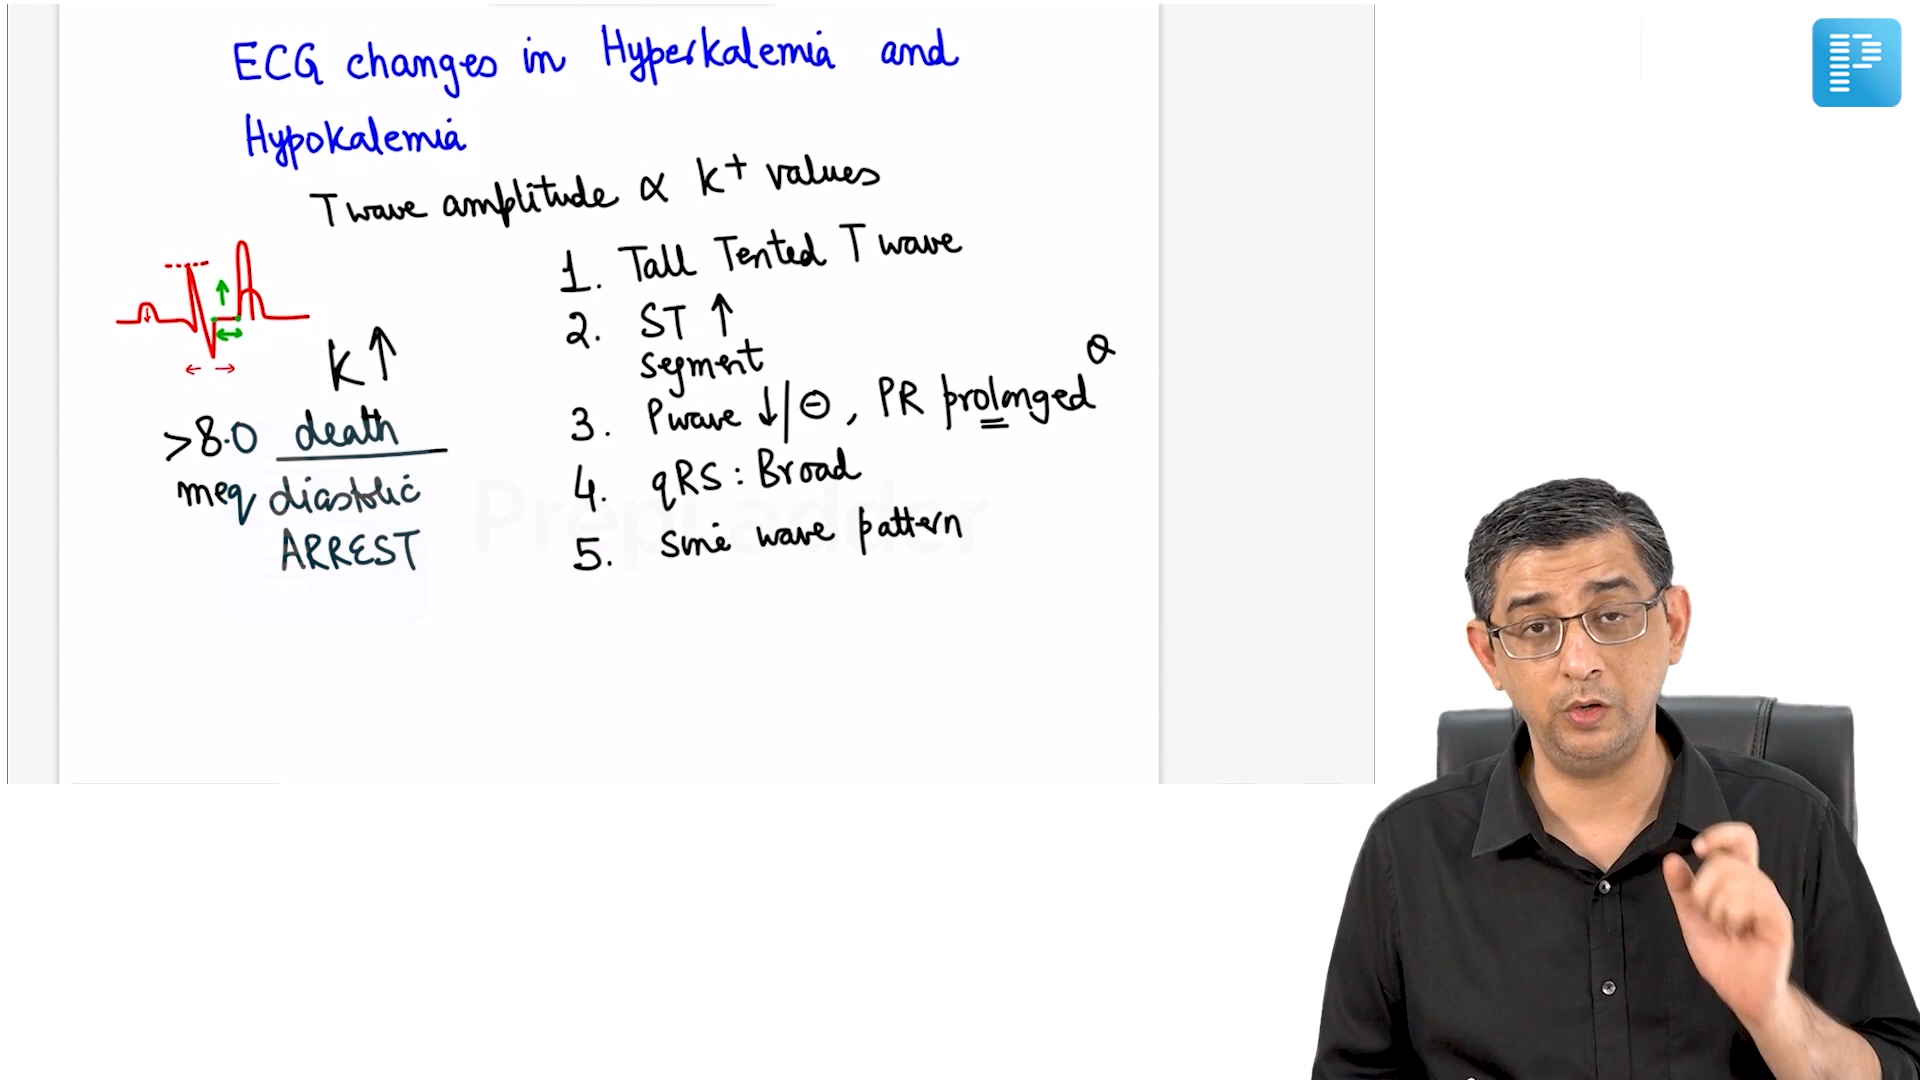 ECG changes in Hyperkalemia and
Hypokalemia
T wave amplitude ∝ K+ values
1. Tall Tented T wave
2. ST ↑
segment
K↑
3. P wave ↓/⊖, PR prolonged Q
>8.0 death
4. qRS: Broad
meq diastolic
ARREST
5. Sine wave pattern
PrepLadder